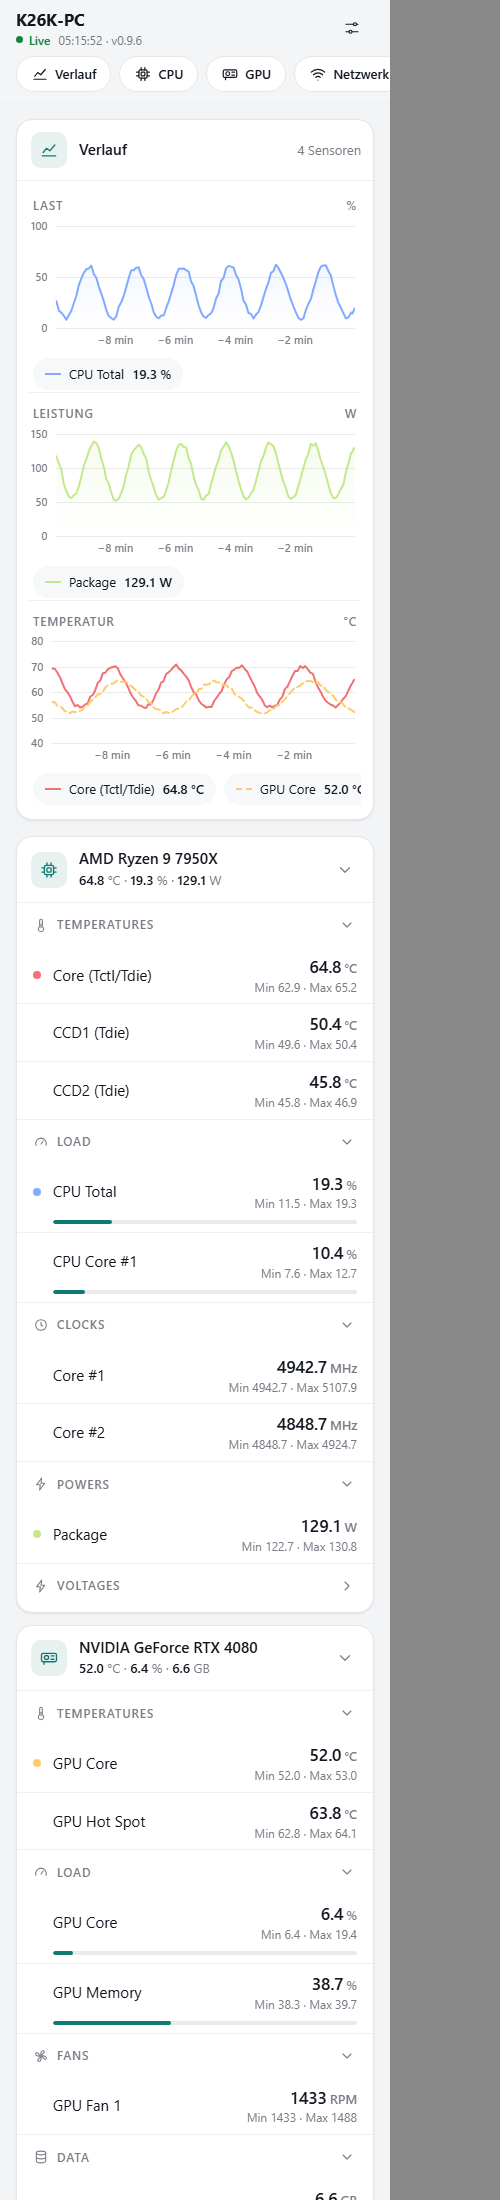 K26K-PC
Live 05:15:52 · v0.9.6
Verlauf CPU GPU Netzwerk
Verlauf 4 Sensoren
LAST %
100
50
0
−8 min −6 min −4 min −2 min
CPU Total 19.3 %
LEISTUNG W
150
100
50
0
−8 min −6 min −4 min −2 min
Package 129.1 W
TEMPERATUR °C
80
70
60
50
40
−8 min −6 min −4 min −2 min
Core (Tctl/Tdie) 64.8 °C GPU Core 52.0 °C
AMD Ryzen 9 7950X
64.8 °C · 19.3 % · 129.1 W
TEMPERATURES
Core (Tctl/Tdie) 64.8 °C
Min 62.9 · Max 65.2
CCD1 (Tdie) 50.4 °C
Min 49.6 · Max 50.4
CCD2 (Tdie) 45.8 °C
Min 45.8 · Max 46.9
LOAD
CPU Total 19.3 %
Min 11.5 · Max 19.3
CPU Core #1 10.4 %
Min 7.6 · Max 12.7
CLOCKS
Core #1 4942.7 MHz
Min 4942.7 · Max 5107.9
Core #2 4848.7 MHz
Min 4848.7 · Max 4924.7
POWERS
Package 129.1 W
Min 122.7 · Max 130.8
VOLTAGES
NVIDIA GeForce RTX 4080
52.0 °C · 6.4 % · 6.6 GB
TEMPERATURES
GPU Core 52.0 °C
Min 52.0 · Max 53.0
GPU Hot Spot 63.8 °C
Min 62.8 · Max 64.1
LOAD
GPU Core 6.4 %
Min 6.4 · Max 19.4
GPU Memory 38.7 %
Min 38.3 · Max 39.7
FANS
GPU Fan 1 1433 RPM
Min 1433 · Max 1488
DATA
6.6 GB